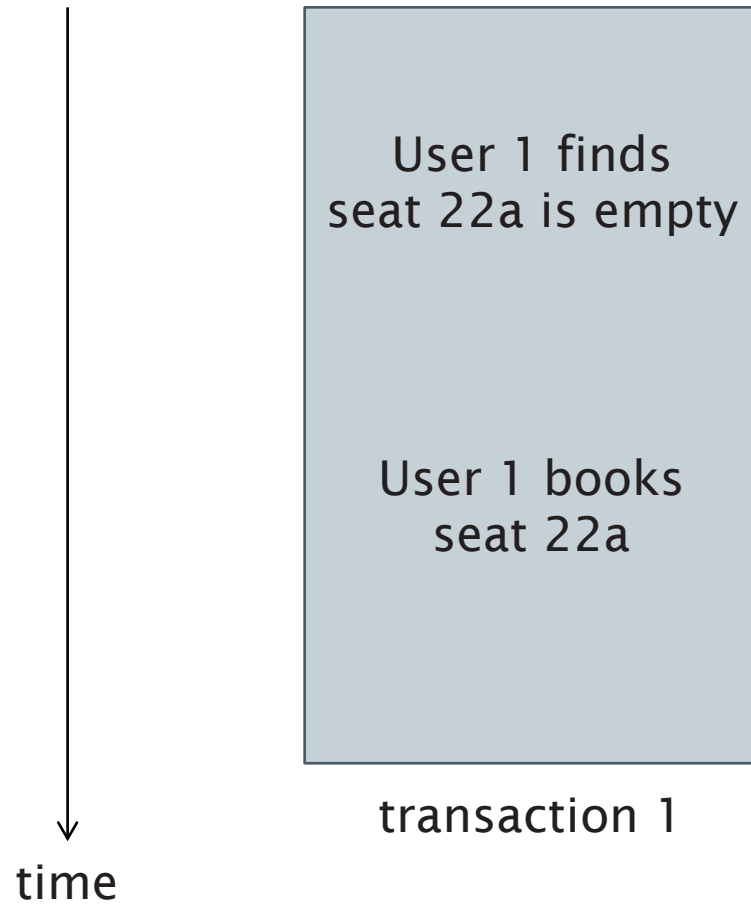 User 1 finds
seat 22a is empty
User 1 books
seat 22a
transaction 1
time